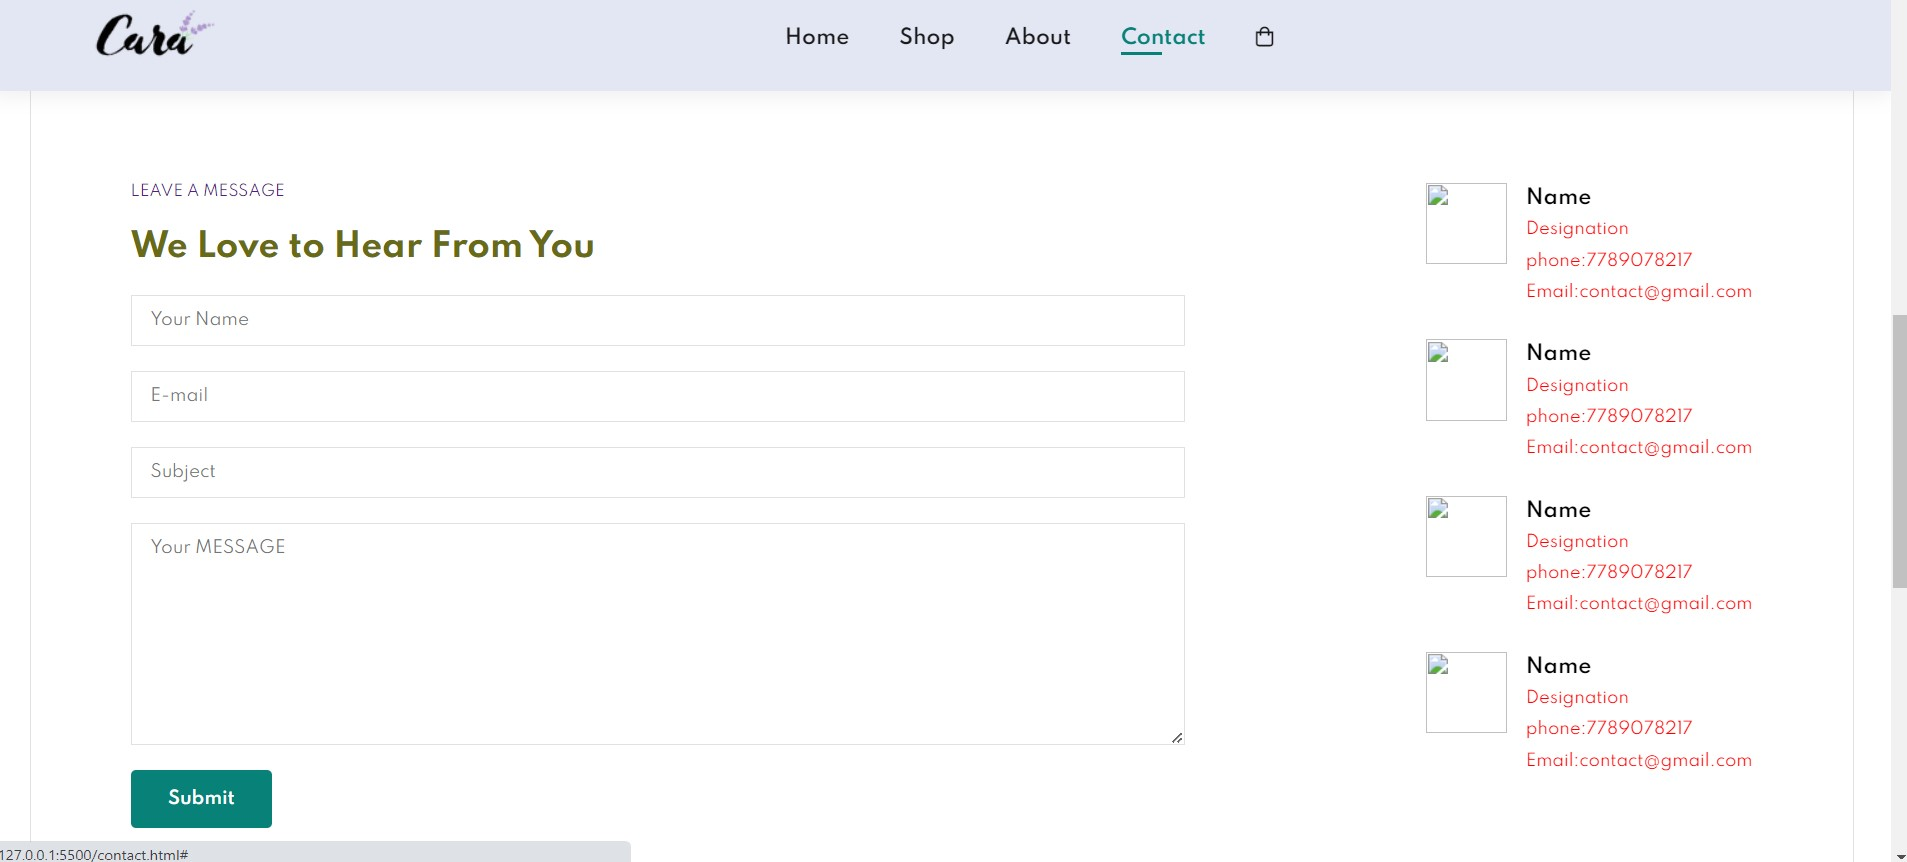 Cara
Home Shop About Contact
LEAVE A MESSAGE
We Love to Hear From You
Your Name
E-mail
Subject
Your MESSAGE
Submit
Name
Designation
phone:7789078217
Email:contact@gmail.com
Name
Designation
phone:7789078217
Email:contact@gmail.com
Name
Designation
phone:7789078217
Email:contact@gmail.com
Name
Designation
phone:7789078217
Email:contact@gmail.com
127.0.0.1:5500/contact.html#